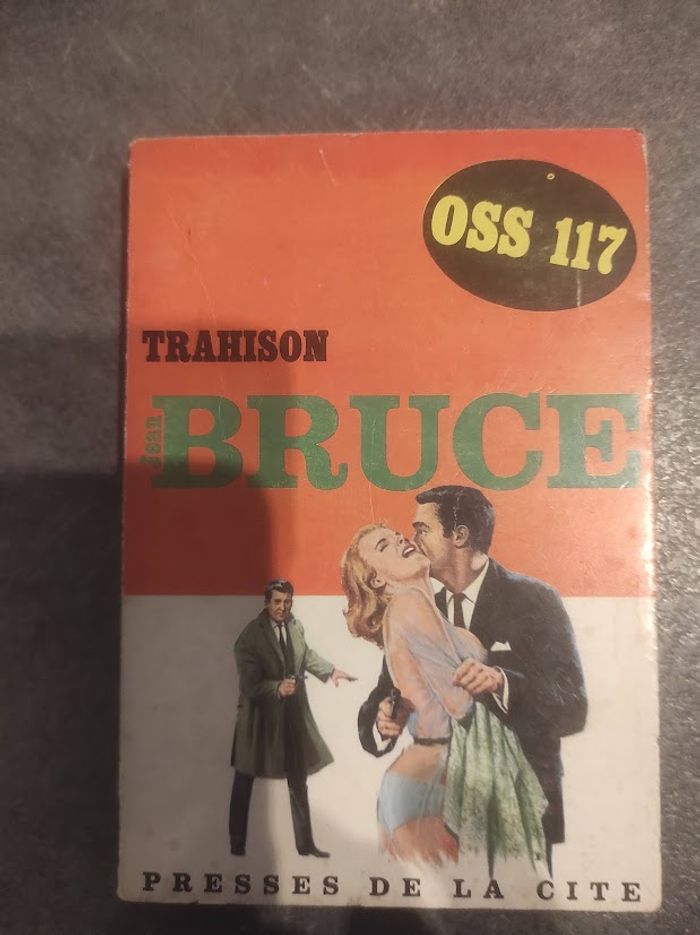 OSS 117
TRAHISON
Jean
BRUCE
PRESSES DE LA CITE